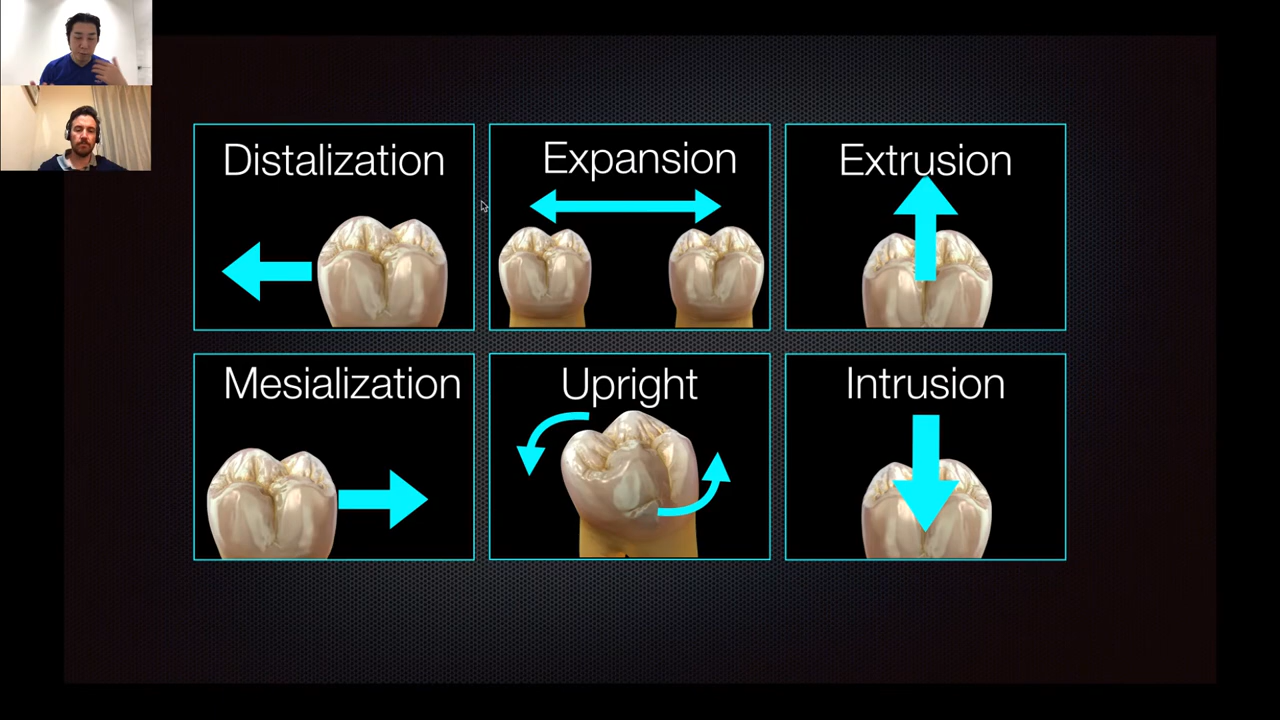 Distalization
Expansion
Extrusion
Mesialization
Upright
Intrusion